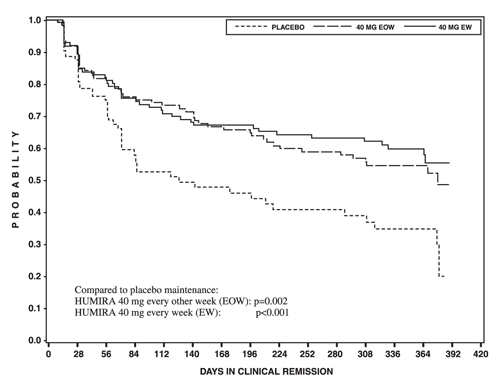 PLACEBO 40 MG EOW 40 MG EW
1.0
0.9
0.8
0.7
0.6
0.5
0.4
0.3
0.2
0.1
0.0
PROBABILITY
Compared to placebo maintenance:
HUMIRA 40 mg every other week (EOW): p=0.002
HUMIRA 40 mg every week (EW): p<0.001
0 28 56 84 112 140 168 196 224 252 280 308 336 364 392 420
DAYS IN CLINICAL REMISSION